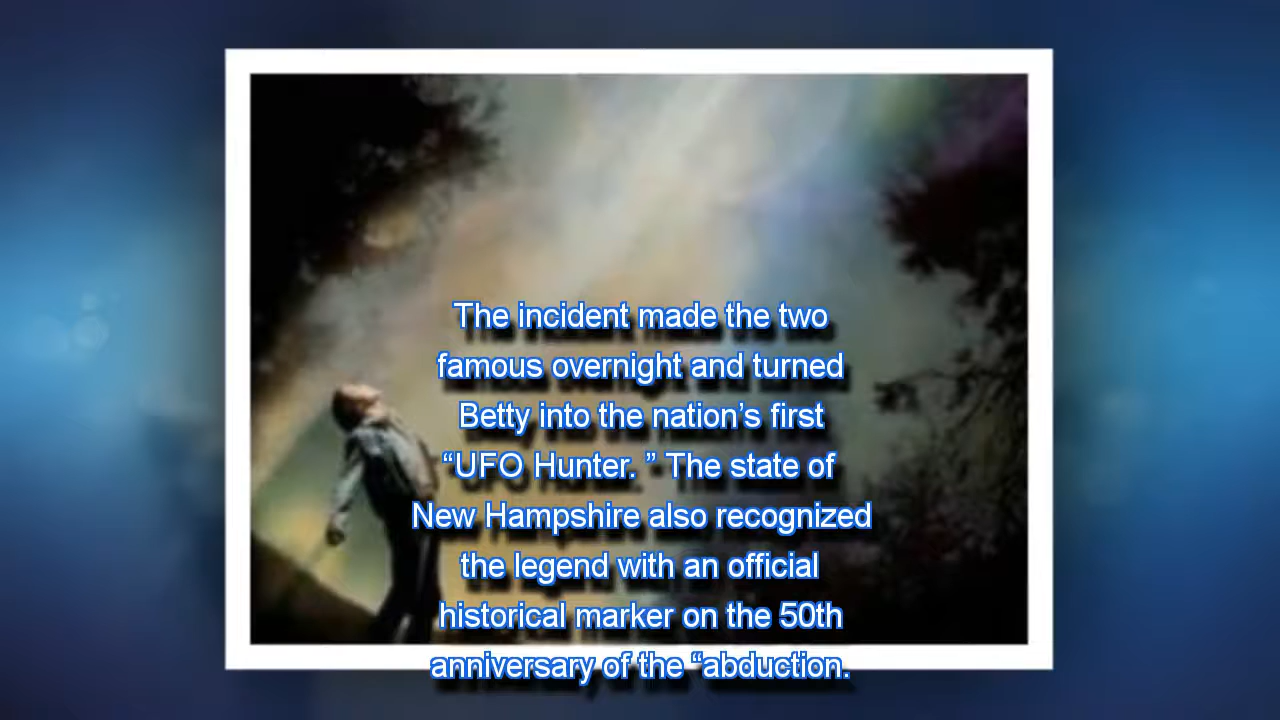 The incident made the two
famous overnight and turned
Betty into the nation’s first
“UFO Hunter. ” The state of
New Hampshire also recognized
the legend with an official
historical marker on the 50th
anniversary of the “abduction.